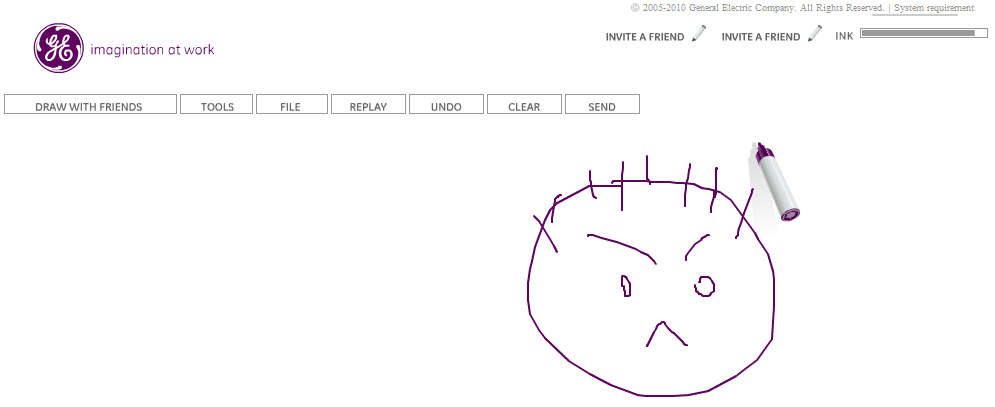 © 2005-2010 General Electric Company. All Rights Reserved. | System requirement
GE imagination at work
INVITE A FRIEND INVITE A FRIEND INK
DRAW WITH FRIENDS TOOLS FILE REPLAY UNDO CLEAR SEND